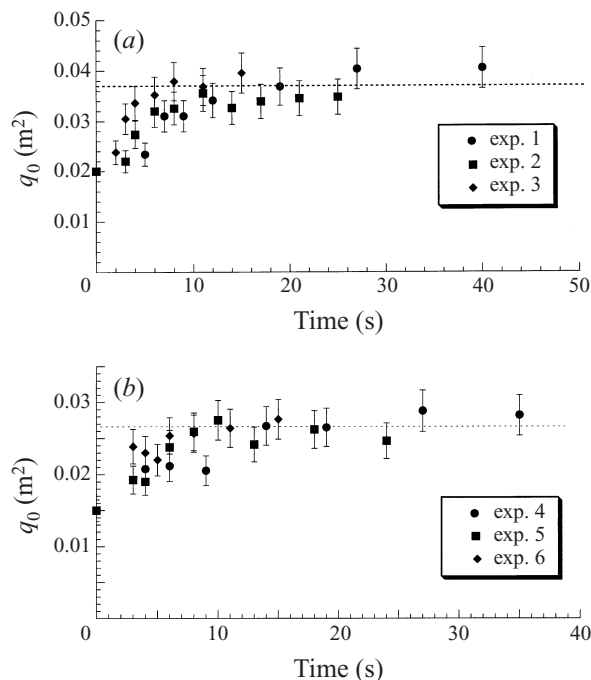 0.05
(a)
0.04
0.03
q₀ (m²)
0.02
0.01
exp. 1
exp. 2
exp. 3
0 10 20 30 40 50
Time (s)
(b)
0.03
0.02
q₀ (m²)
0.01
exp. 4
exp. 5
exp. 6
0 10 20 30 40
Time (s)